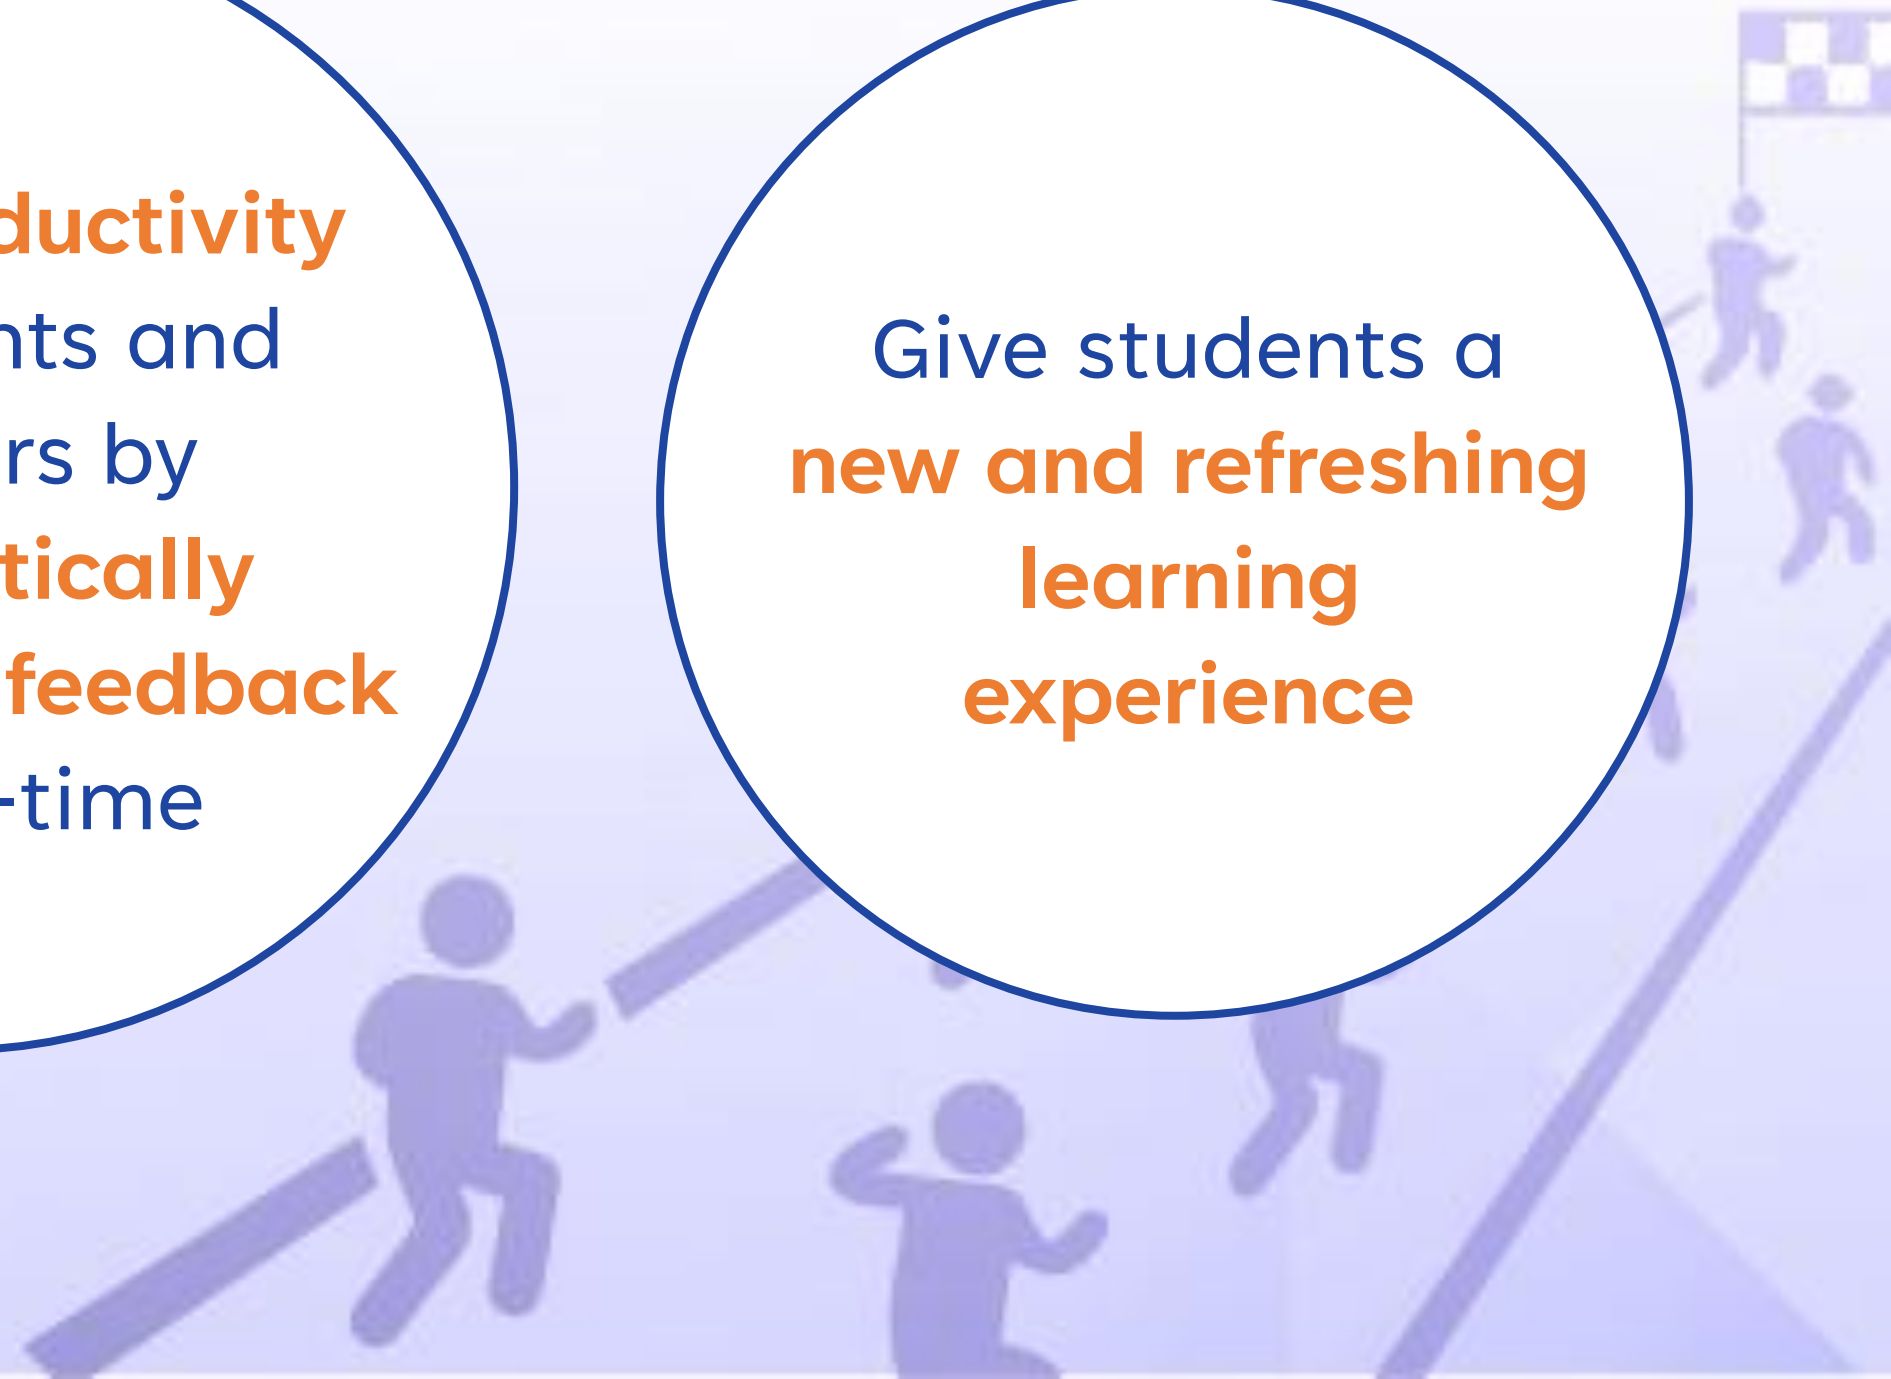 ductivity
nts and
rs by
tically
feedback
-time
Give students a
new and refreshing
learning
experience